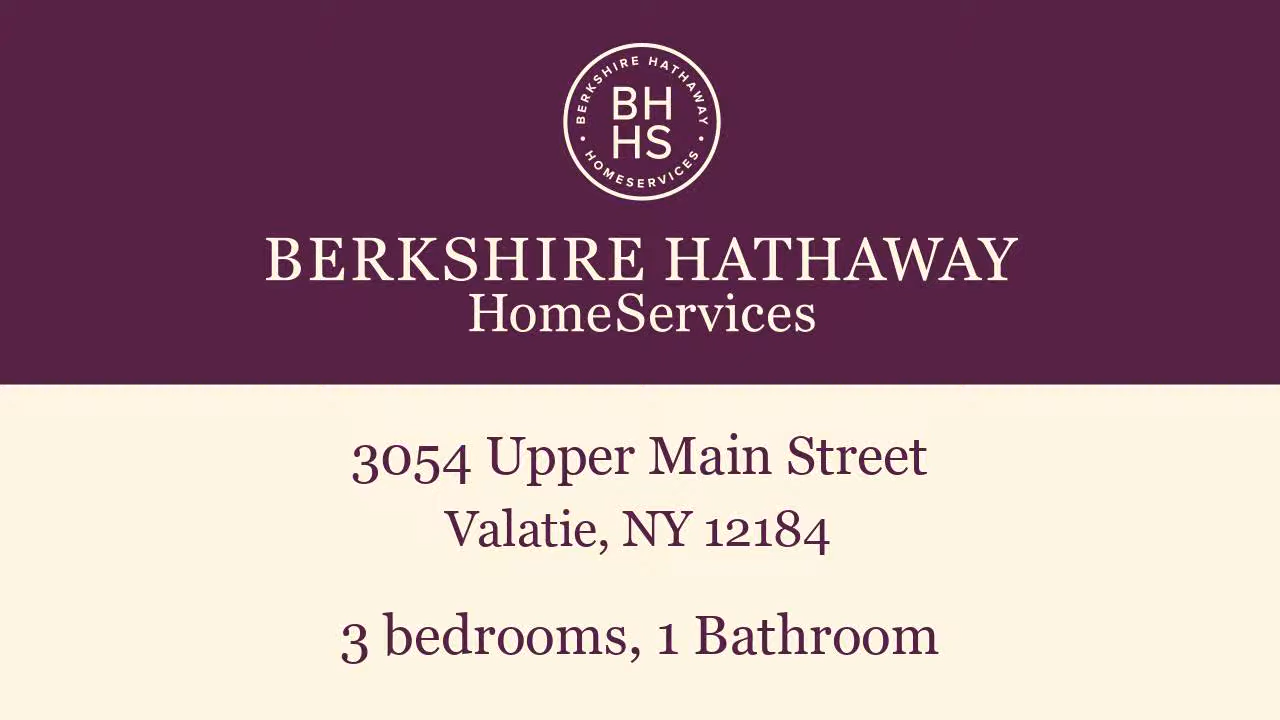 BERKSHIRE HATHAWAY
BH
HS
HOMESERVICES
BERKSHIRE HATHAWAY
HomeServices
3054 Upper Main Street
Valatie, NY 12184
3 bedrooms, 1 Bathroom